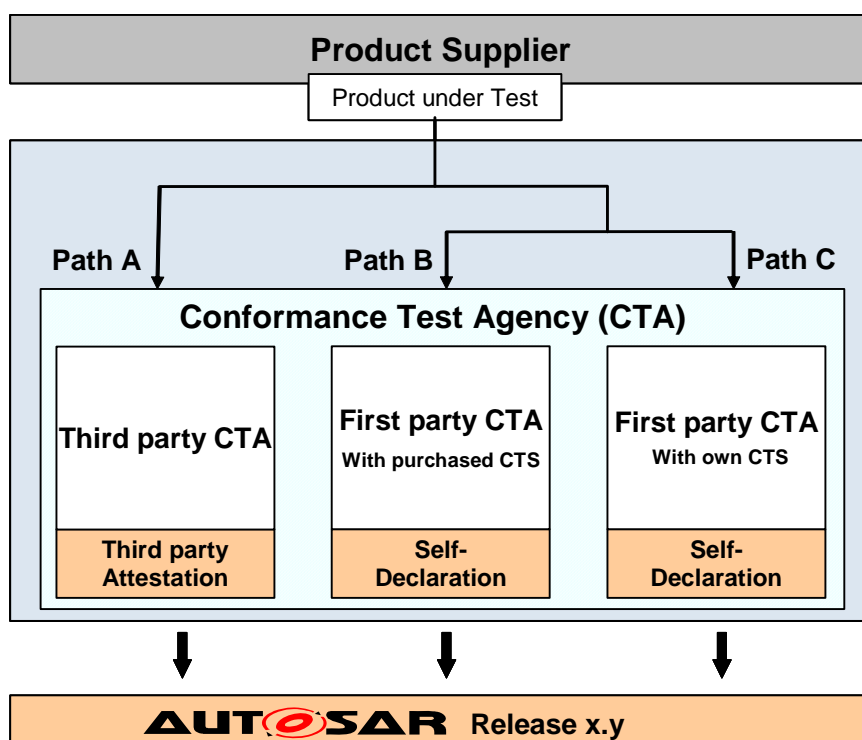 Product Supplier
Product under Test
Path A
Path B
Path C
Conformance Test Agency (CTA)
Third party CTA
First party CTA
With purchased CTS
First party CTA
With own CTS
Third party
Attestation
Self-
Declaration
Self-
Declaration
AUTOSAR Release x.y